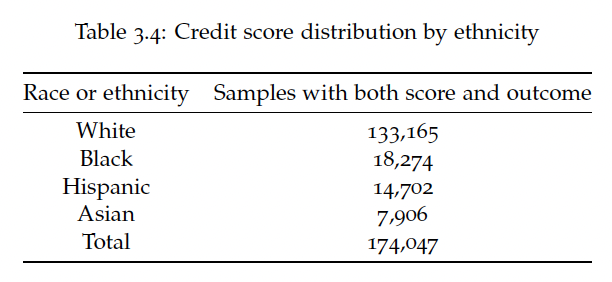 Table 3.4: Credit score distribution by ethnicity
Race or ethnicity Samples with both score and outcome
White 133,165
Black 18,274
Hispanic 14,702
Asian 7,906
Total 174,047